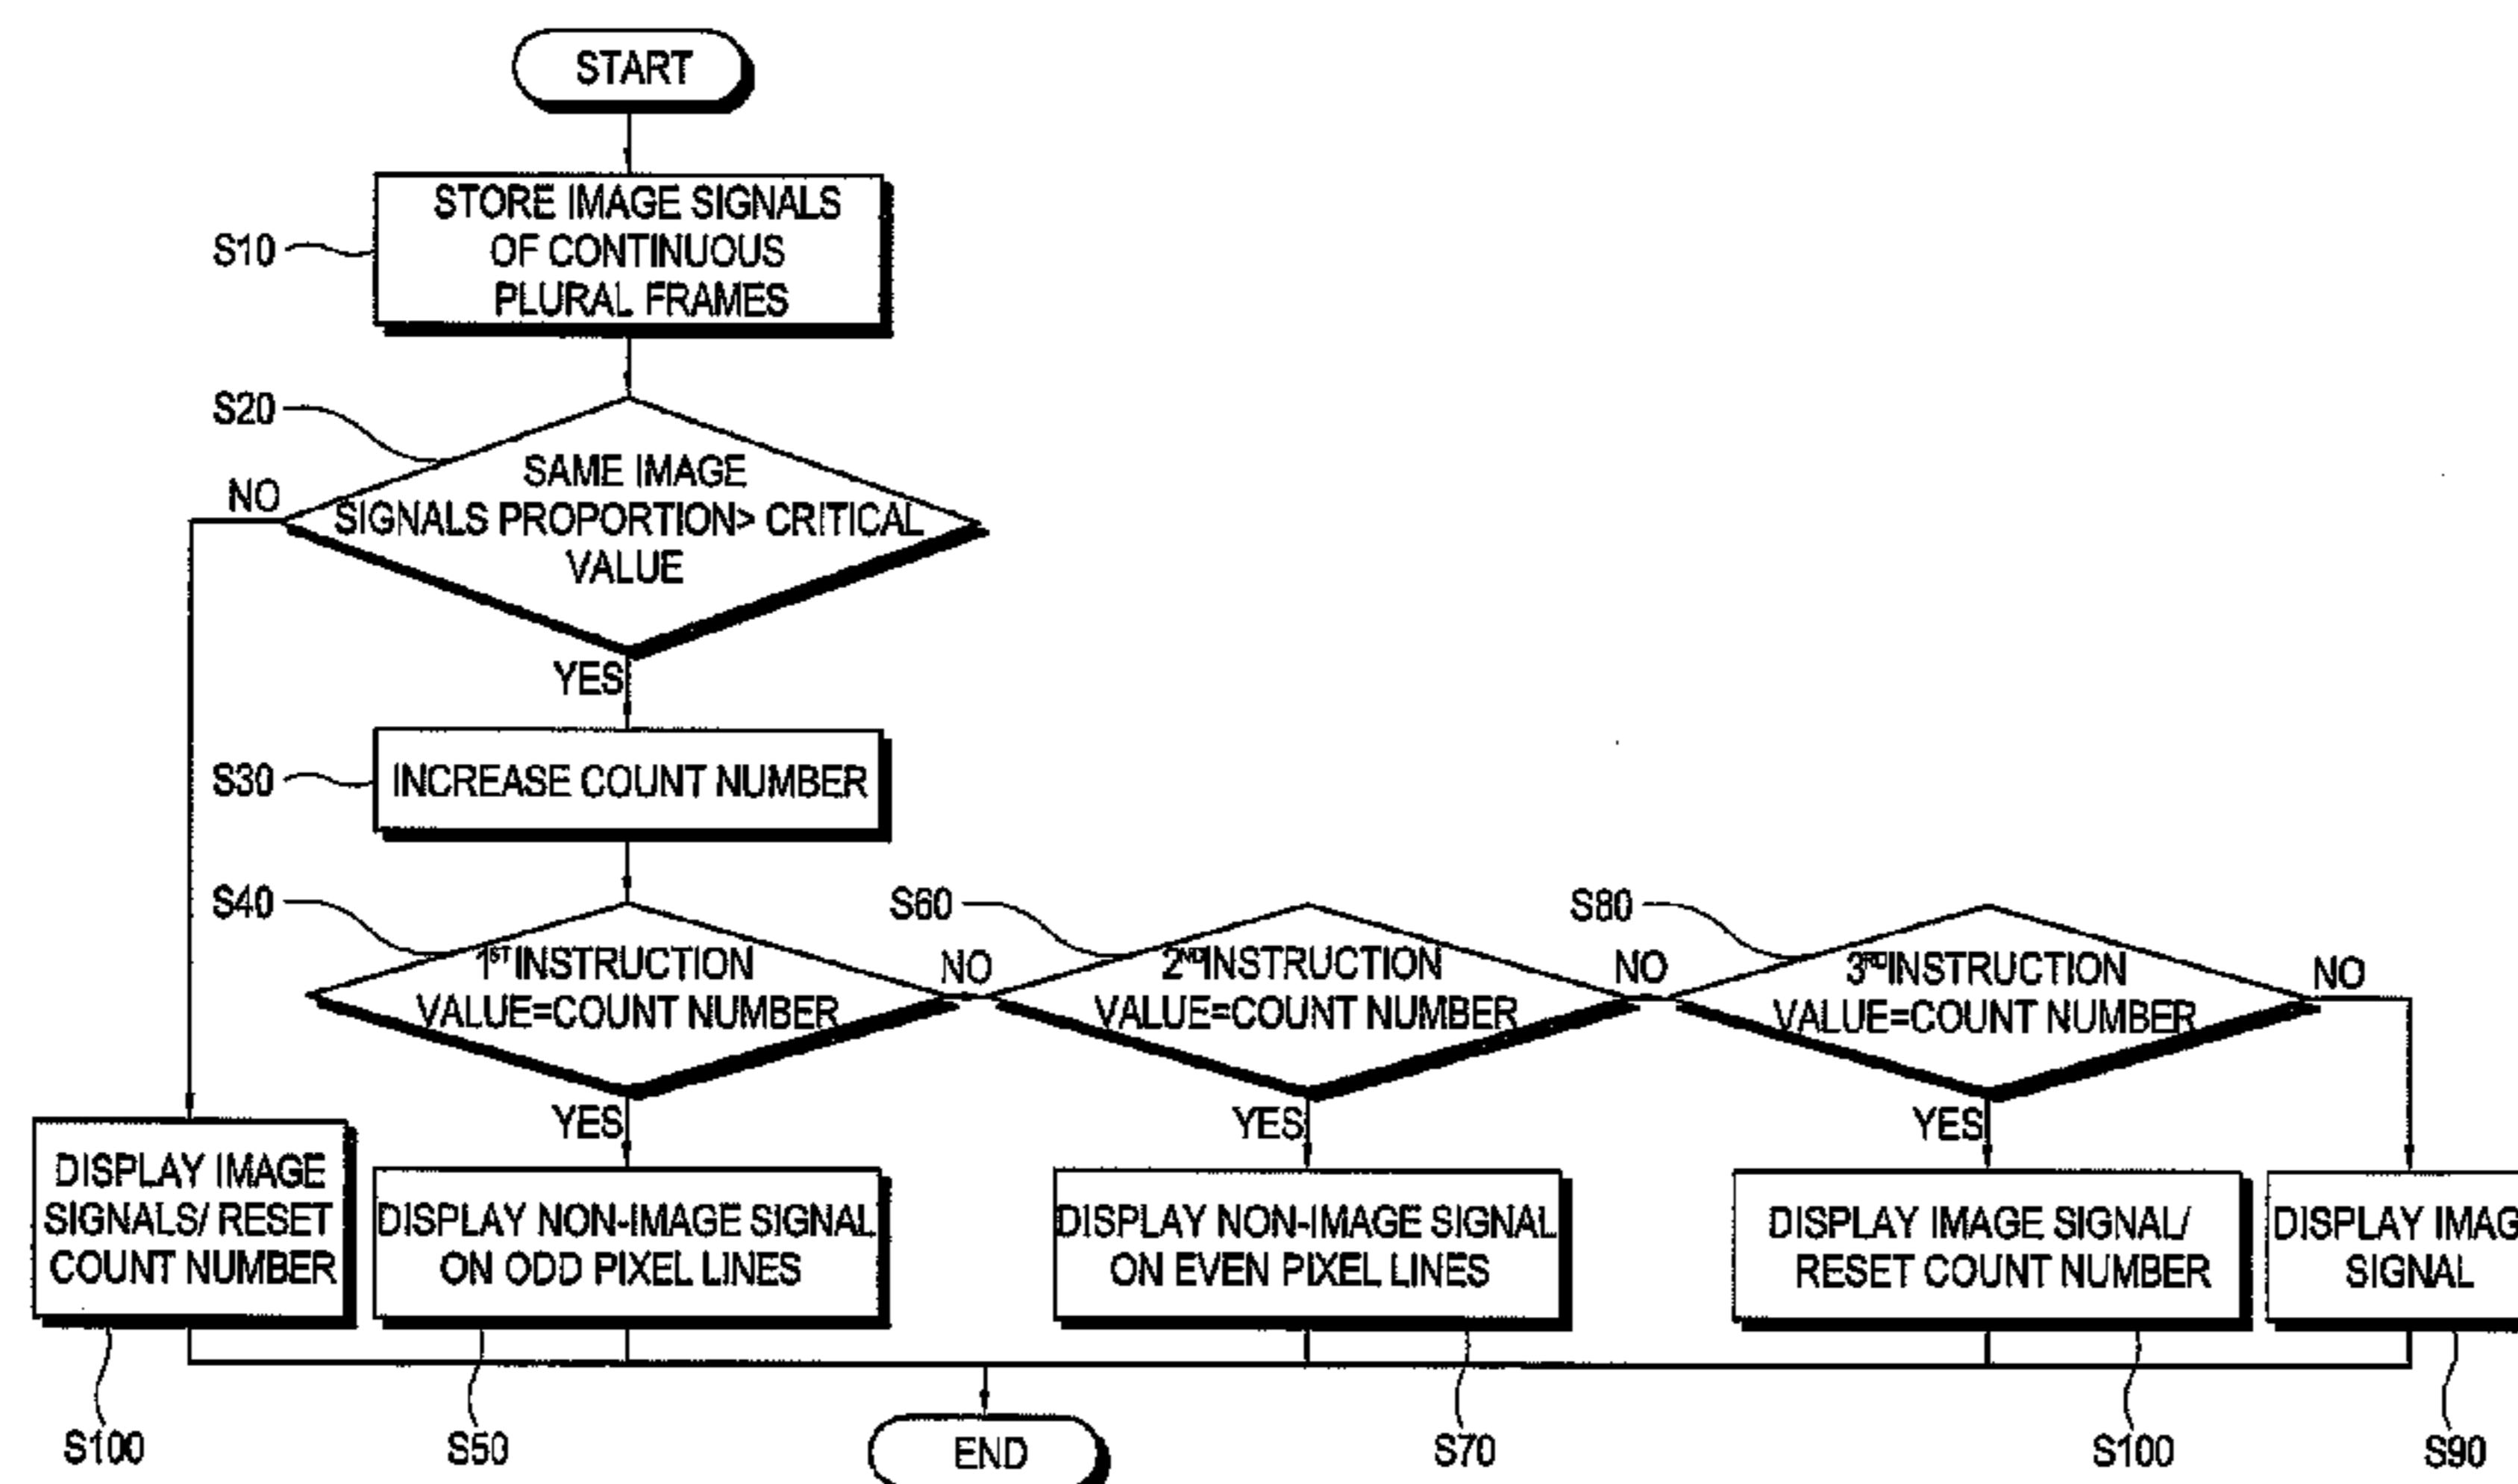 START
S10
STORE IMAGE SIGNALS
OF CONTINUOUS
PLURAL FRAMES
S20
NO
SAME IMAGE
SIGNALS PROPORTION> CRITICAL
VALUE
YES
S30
INCREASE COUNT NUMBER
S40
1ST INSTRUCTION
VALUE=COUNT NUMBER
NO
S60
2ND INSTRUCTION
VALUE=COUNT NUMBER
NO
S80
3RD INSTRUCTION
VALUE=COUNT NUMBER
NO
YES
YES
YES
DISPLAY IMAGE
SIGNALS/ RESET
COUNT NUMBER
DISPLAY NON-IMAGE SIGNAL
ON ODD PIXEL LINES
DISPLAY NON-IMAGE SIGNAL
ON EVEN PIXEL LINES
DISPLAY IMAGE SIGNAL/
RESET COUNT NUMBER
DISPLAY IMAG
SIGNAL
S100
S50
END
S70
S100
S90